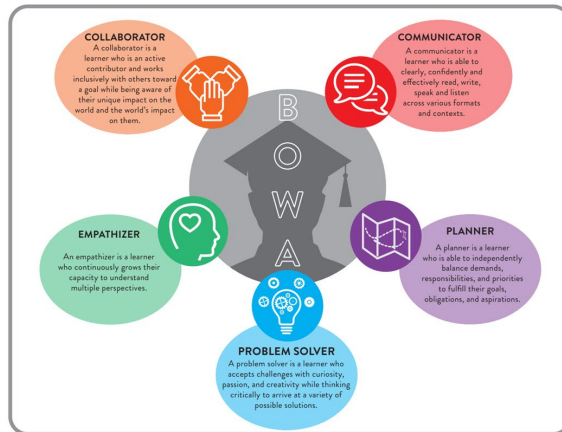 COLLABORATOR
A collaborator is a
learner who is an active
contributor and works
inclusively with others toward
a goal while being aware of
their unique impact on the
world and the world's impact
on them.
COMMUNICATOR
A communicator is a
learner who is able to
clearly, confidently and
effectively read, write,
speak and listen
across various formats
and contexts.
B
O
W
A
EMPATHIZER
An empathizer is a learner
who continuously grows their
capacity to understand
multiple perspectives.
PLANNER
A planner is a learner
who is able to independently
balance demands,
responsibilities, and priorities
to fulfill their goals,
obligations, and aspirations.
PROBLEM SOLVER
A problem solver is a learner who
accepts challenges with curiosity,
passion, and creativity while thinking
critically to arrive at a variety of
possible solutions.